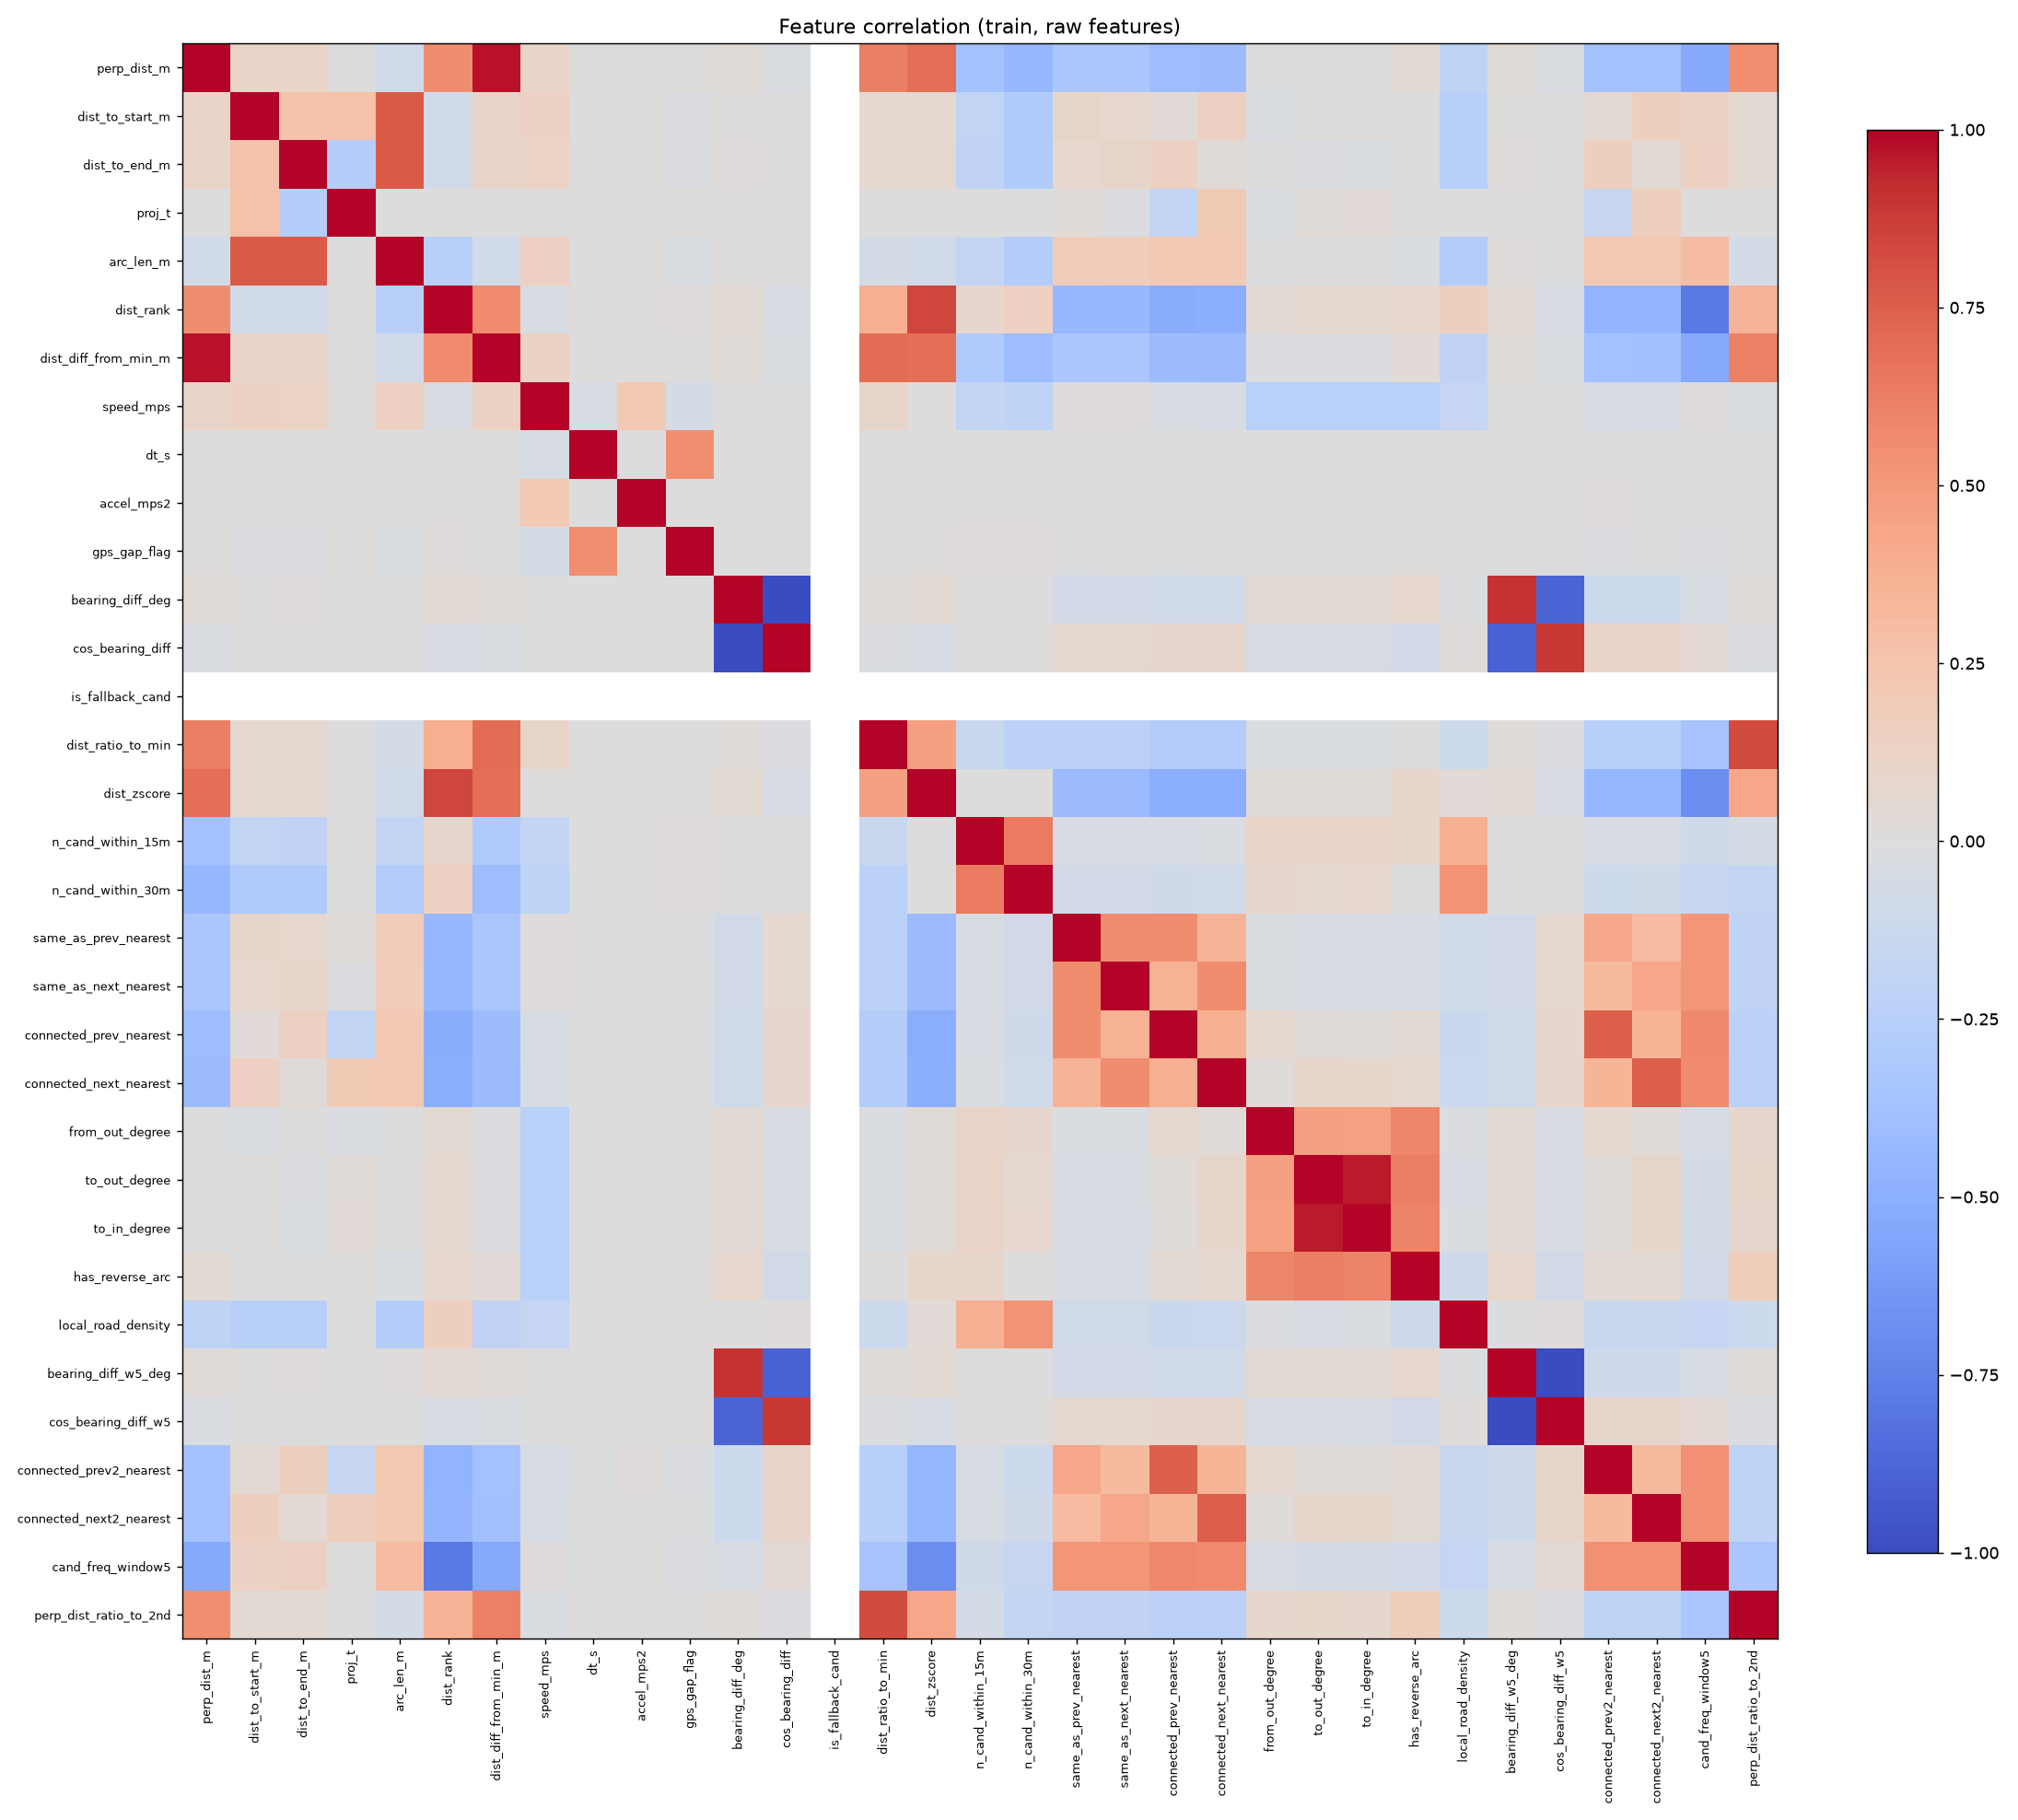 Feature correlation (train, raw features)
perp_dist_m
dist_to_start_m
dist_to_end_m
proj_t
arc_len_m
dist_rank
dist_diff_from_min_m
speed_mps
dt_s
accel_mps2
gps_gap_flag
bearing_diff_deg
cos_bearing_diff
is_fallback_cand
dist_ratio_to_min
dist_zscore
n_cand_within_15m
n_cand_within_30m
same_as_prev_nearest
same_as_next_nearest
connected_prev_nearest
connected_next_nearest
from_out_degree
to_out_degree
to_in_degree
has_reverse_arc
local_road_density
bearing_diff_w5_deg
cos_bearing_diff_w5
connected_prev2_nearest
connected_next2_nearest
cand_freq_window5
perp_dist_ratio_to_2nd
perp_dist_m
dist_to_start_m
dist_to_end_m
proj_t
arc_len_m
dist_rank
dist_diff_from_min_m
speed_mps
dt_s
accel_mps2
gps_gap_flag
bearing_diff_deg
cos_bearing_diff
is_fallback_cand
dist_ratio_to_min
dist_zscore
n_cand_within_15m
n_cand_within_30m
same_as_prev_nearest
same_as_next_nearest
connected_prev_nearest
connected_next_nearest
from_out_degree
to_out_degree
to_in_degree
has_reverse_arc
local_road_density
bearing_diff_w5_deg
cos_bearing_diff_w5
connected_prev2_nearest
connected_next2_nearest
cand_freq_window5
perp_dist_ratio_to_2nd
1.00
0.75
0.50
0.25
0.00
−0.25
−0.50
−0.75
−1.00